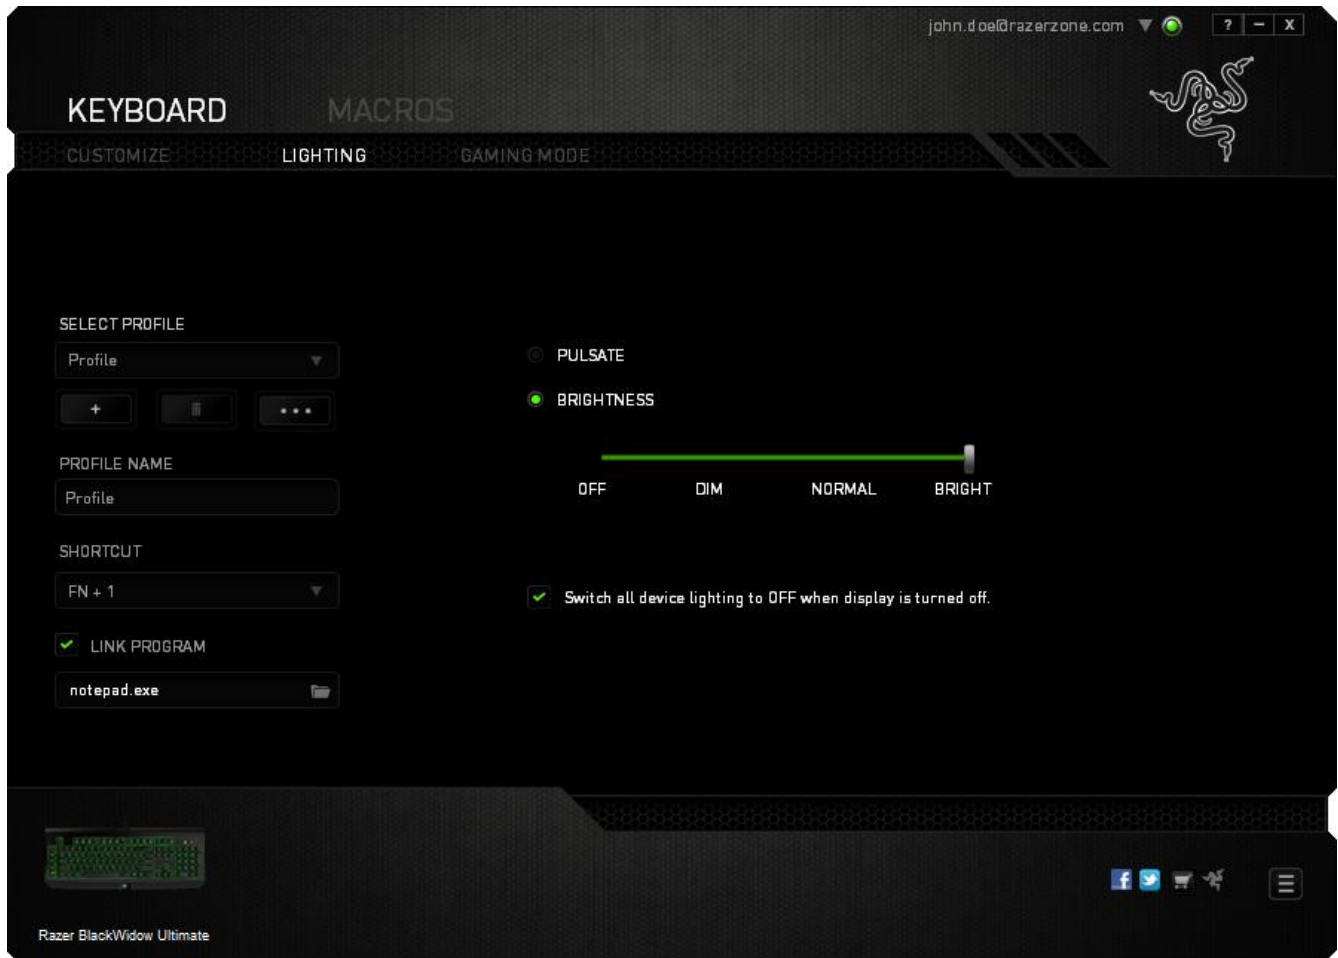 john.doe@razerzone.com
? – X
KEYBOARD MACROS
CUSTOMIZE LIGHTING GAMING MODE
SELECT PROFILE
Profile
+ •••
PROFILE NAME
Profile
SHORTCUT
FN + 1
LINK PROGRAM
notepad.exe
PULSATE
BRIGHTNESS
OFF DIM NORMAL BRIGHT
Switch all device lighting to OFF when display is turned off.
Razer BlackWidow Ultimate